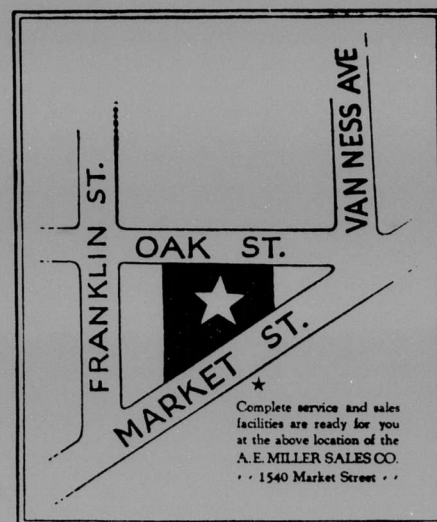 VAN NESS AVE
FRANKLIN ST.
OAK ST.
MARKET ST.
Complete service and sales
facilities are ready for you
at the above location of the
A. E. MILLER SALES CO.
· · 1540 Market Street · ·